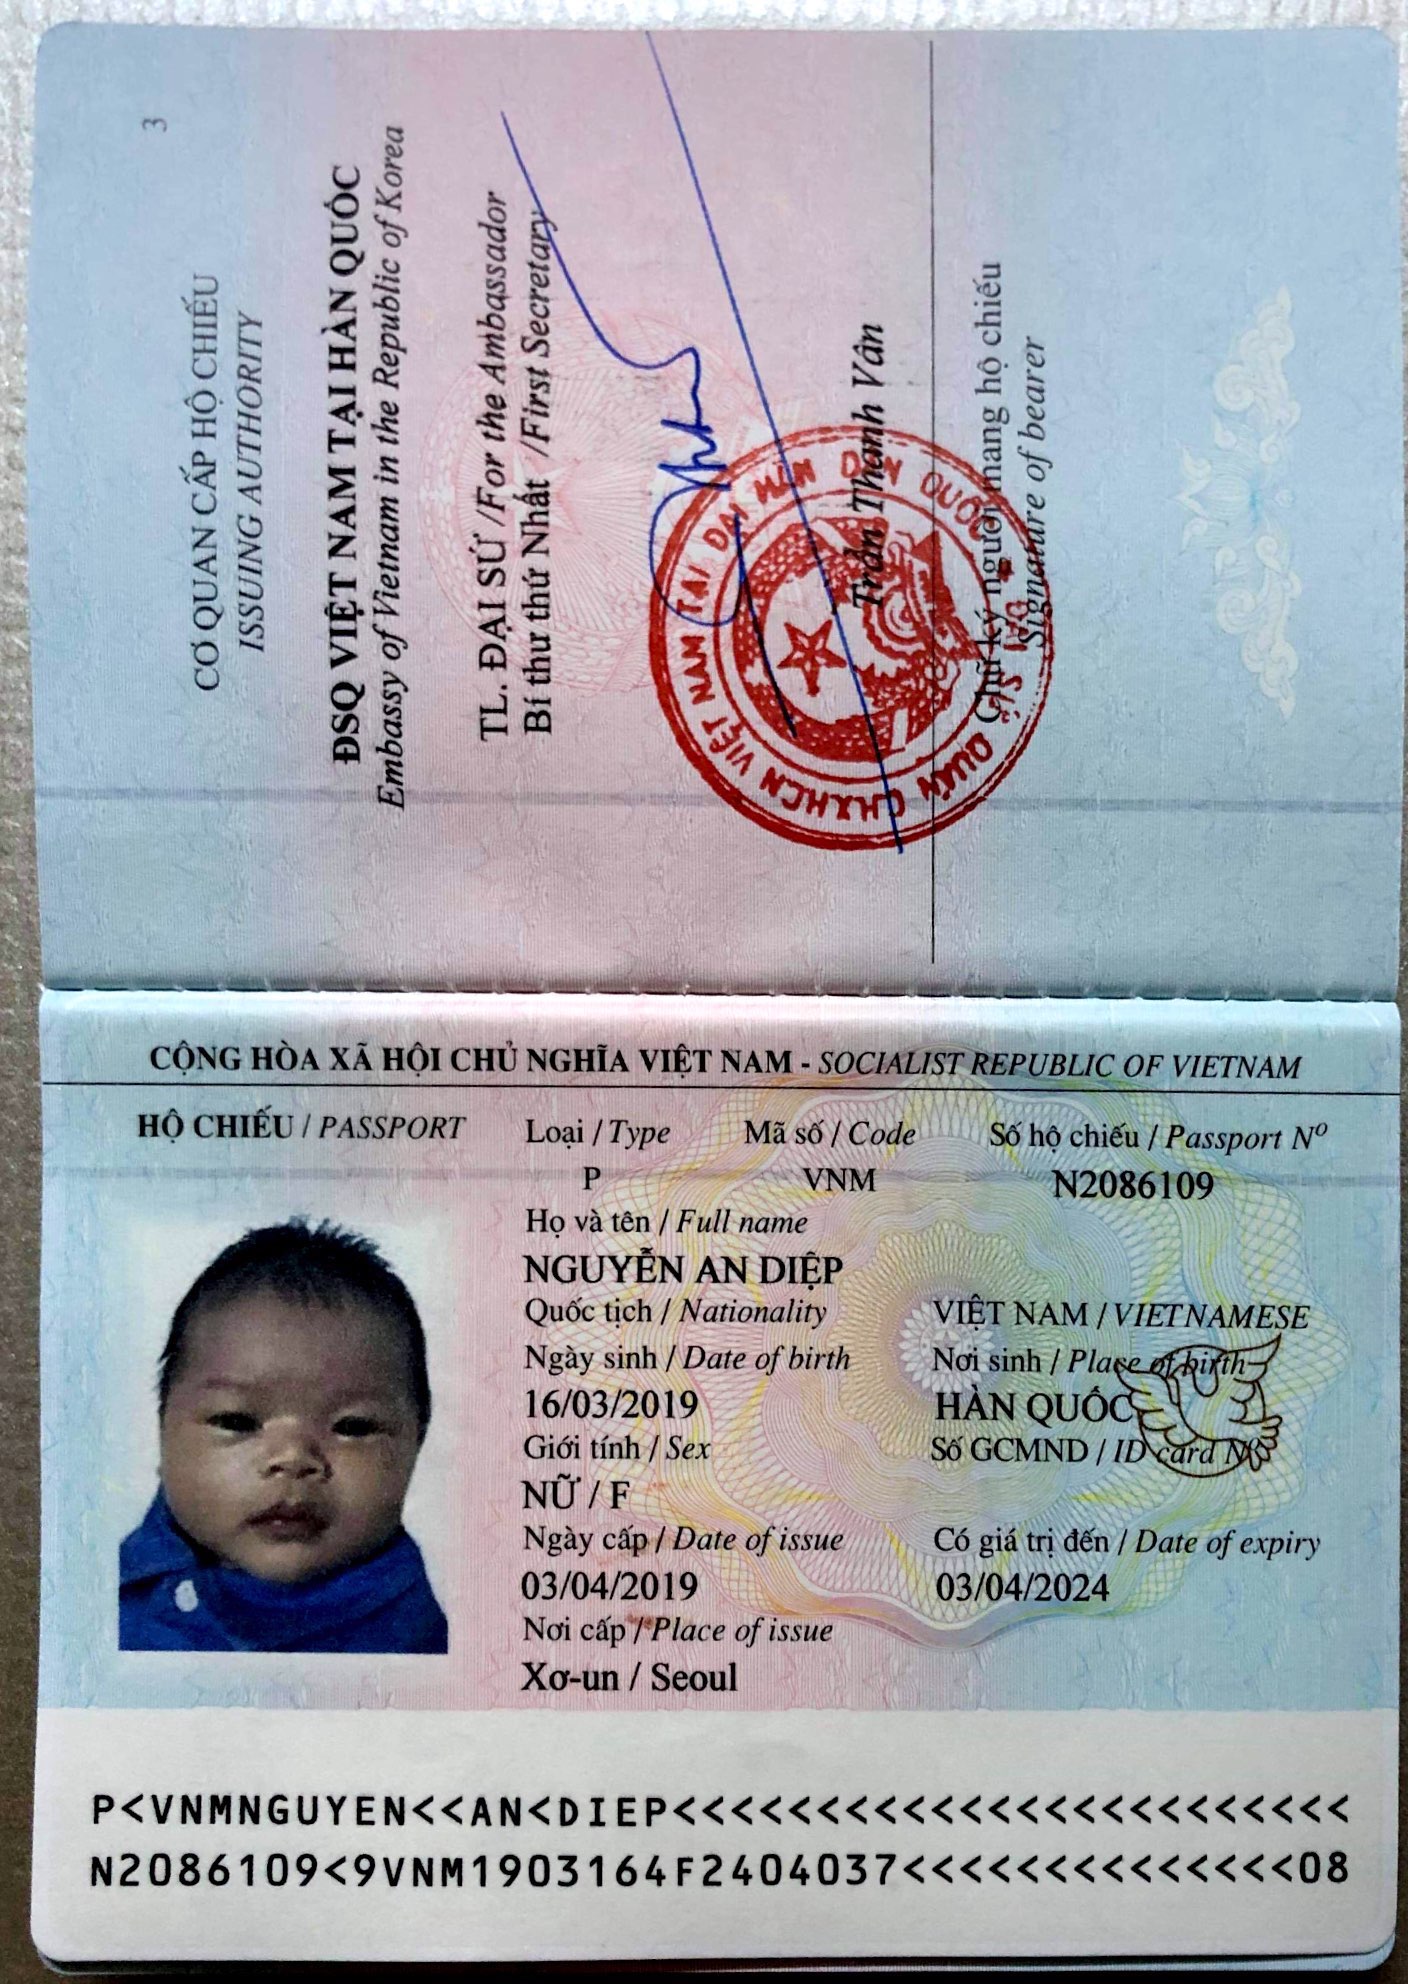 3
CƠ QUAN CẤP HỘ CHIẾU
ISSUING AUTHORITY
ĐSQ VIỆT NAM TẠI HÀN QUỐC
Embassy of Vietnam in the Republic of Korea
TL. ĐẠI SỨ /For the Ambassador
Bí thư thứ Nhất /First Secretary
ĐẠI SỨ QUÁN CHXHCN VIỆT NAM TẠI ĐẠI HÀN DÂN QUỐC
Trần Thanh Vân
Chữ ký người mang hộ chiếu
Signature of bearer
CỘNG HÒA XÃ HỘI CHỦ NGHĨA VIỆT NAM - SOCIALIST REPUBLIC OF VIETNAM
HỘ CHIẾU / PASSPORT Loại / Type Mã số / Code Số hộ chiếu / Passport Nº
P VNM N2086109
Họ và tên / Full name
NGUYỄN AN DIỆP
Quốc tịch / Nationality VIỆT NAM / VIETNAMESE
Ngày sinh / Date of birth Nơi sinh / Place of birth
16/03/2019 HÀN QUỐC
Giới tính / Sex Số GCMND / ID card Nº
NỮ / F
Ngày cấp / Date of issue Có giá trị đến / Date of expiry
03/04/2019 03/04/2024
Nơi cấp / Place of issue
Xơ-un / Seoul
P<VNMNGUYEN<<AN<DIEP<<<<<<<<<<<<<<<<<<<<<<<<
N2086109<9VNM1903164F2404037<<<<<<<<<<<<<<08